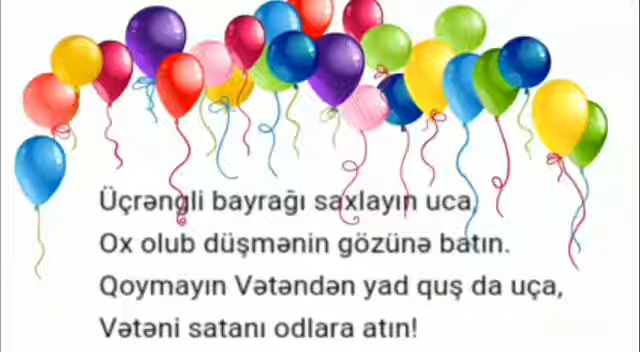 Üçrəngli bayrağı saxlayın uca,
Ox olub düşmənin gözünə batın.
Qoymayın Vətəndən yad quş da uça,
Vətəni satanı odlara atın!